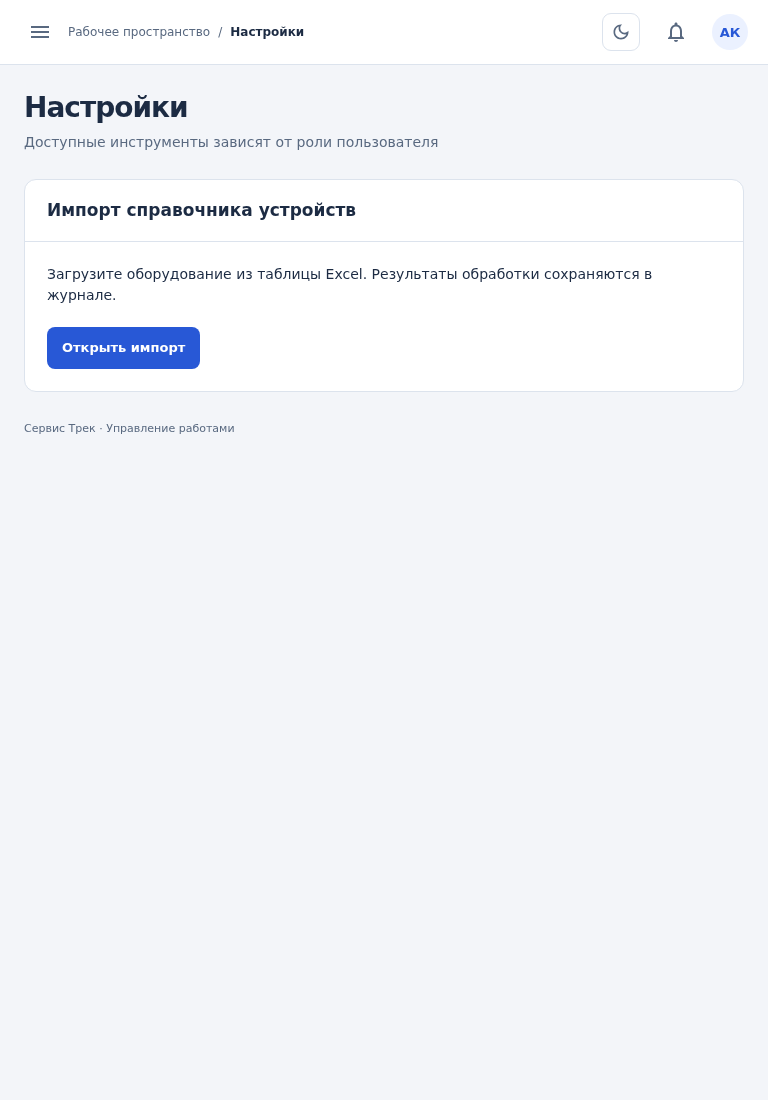 Рабочее пространство / Настройки
АК
Настройки
Доступные инструменты зависят от роли пользователя
Импорт справочника устройств
Загрузите оборудование из таблицы Excel. Результаты обработки сохраняются в
журнале.
Открыть импорт
Сервис Трек · Управление работами